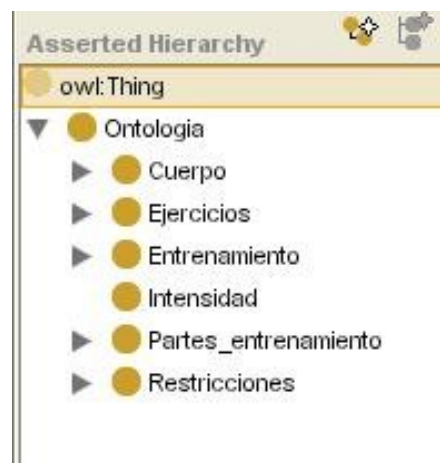 Asserted Hierarchy
owl:Thing
Ontologia
Cuerpo
Ejercicios
Entrenamiento
Intensidad
Partes_entrenamiento
Restricciones